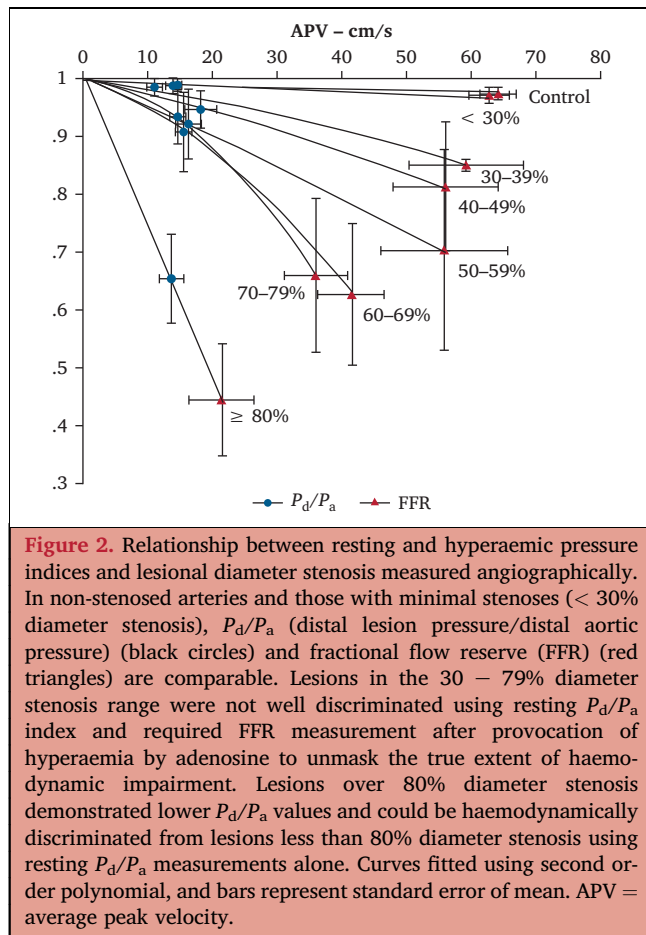 APV – cm/s
0 10 20 30 40 50 60 70 80
1
.9
.8
.7
.6
.5
.4
.3
Control
< 30%
30–39%
40–49%
50–59%
70–79%
60–69%
≥ 80%
Pd/Pa FFR
Figure 2. Relationship between resting and hyperaemic pressure
indices and lesional diameter stenosis measured angiographically.
In non-stenosed arteries and those with minimal stenoses (< 30%
diameter stenosis), Pd/Pa (distal lesion pressure/distal aortic
pressure) (black circles) and fractional flow reserve (FFR) (red
triangles) are comparable. Lesions in the 30 – 79% diameter
stenosis range were not well discriminated using resting Pd/Pa
index and required FFR measurement after provocation of
hyperaemia by adenosine to unmask the true extent of haemo-
dynamic impairment. Lesions over 80% diameter stenosis
demonstrated lower Pd/Pa values and could be haemodynamically
discriminated from lesions less than 80% diameter stenosis using
resting Pd/Pa measurements alone. Curves fitted using second or-
der polynomial, and bars represent standard error of mean. APV =
average peak velocity.